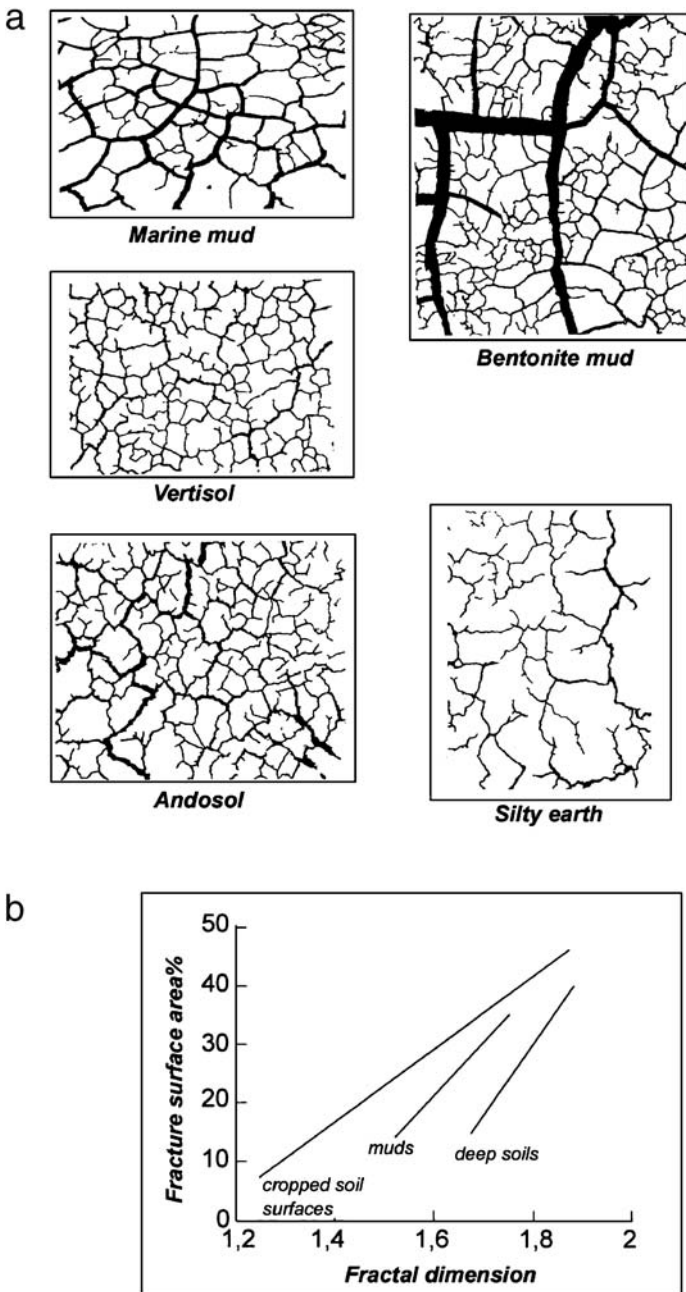 a
Marine mud
Bentonite mud
Vertisol
Andosol
Silty earth
b
Fracture surface area%
50
40
30
20
10
0
muds
deep soils
cropped soil
surfaces
1,2
1,4
1,6
1,8
2
Fractal dimension